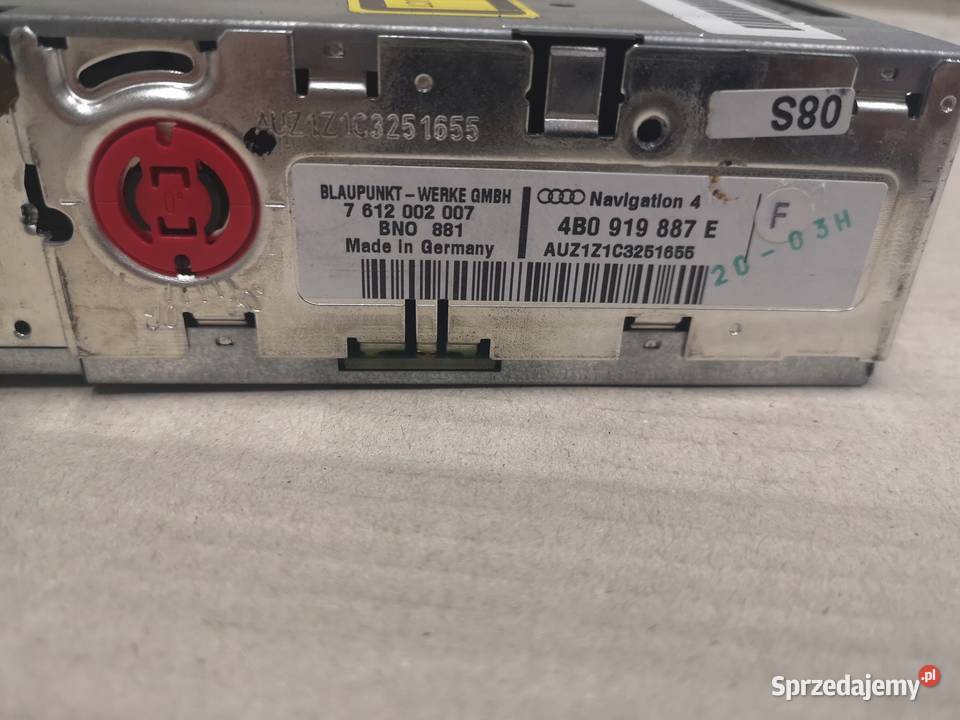 S80
AUZ1Z1C3251655
BLAUPUNKT - WERKE GMBH
7 612 002 007
BNO 881
Made in Germany
Navigation 4
4B0 919 887 E
AUZ1Z1C3251655
F
20-03H
0°
Sprzedajemy.pl